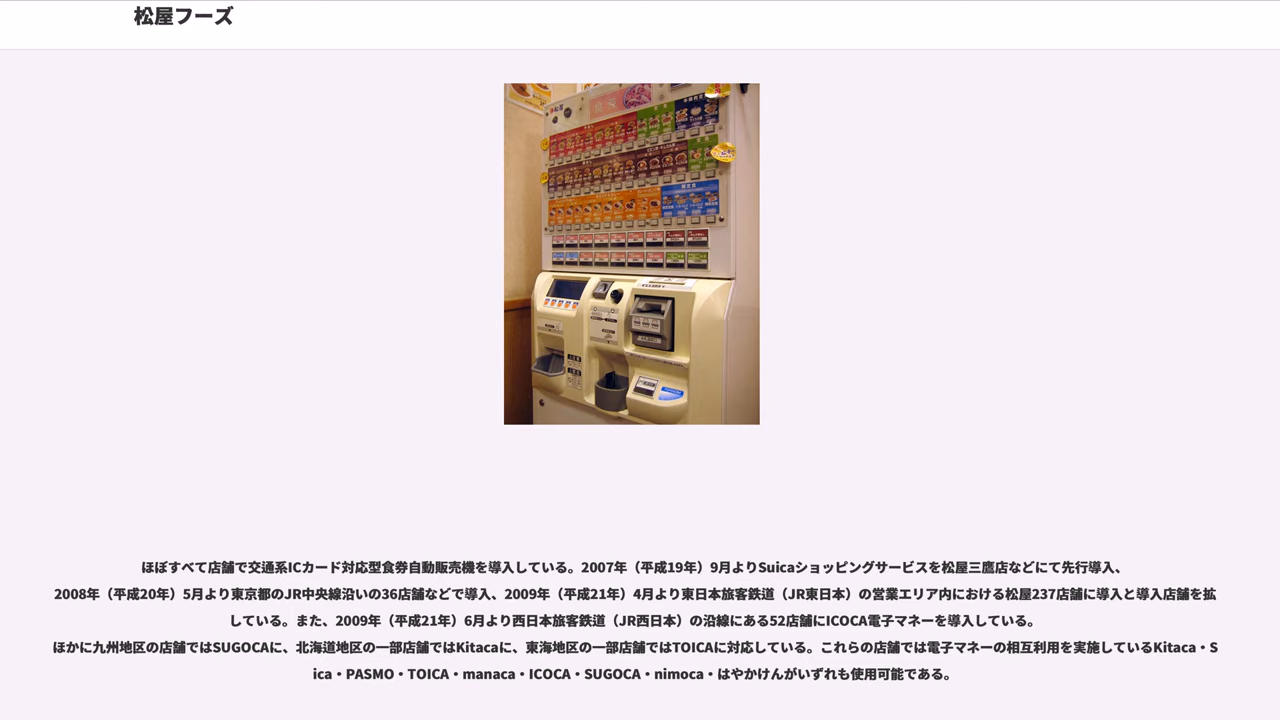 松屋フーズ
ほぼすべて店舗で交通系ICカード対応型食券自動販売機を導入している。2007年（平成19年）9月よりSuicaショッピングサービスを松屋三鷹店などにて先行導入、
2008年（平成20年）5月より東京都のJR中央線沿いの36店舗などで導入、2009年（平成21年）4月より東日本旅客鉄道（JR東日本）の営業エリア内における松屋237店舗に導入と導入店舗を拡
している。また、2009年（平成21年）6月より西日本旅客鉄道（JR西日本）の沿線にある52店舗にICOCA電子マネーを導入している。
ほかに九州地区の店舗ではSUGOCAに、北海道地区の一部店舗ではKitacaに、東海地区の一部店舗ではTOICAに対応している。これらの店舗では電子マネーの相互利用を実施しているKitaca・S
ica・PASMO・TOICA・manaca・ICOCA・SUGOCA・nimoca・はやかけんがいずれも使用可能である。